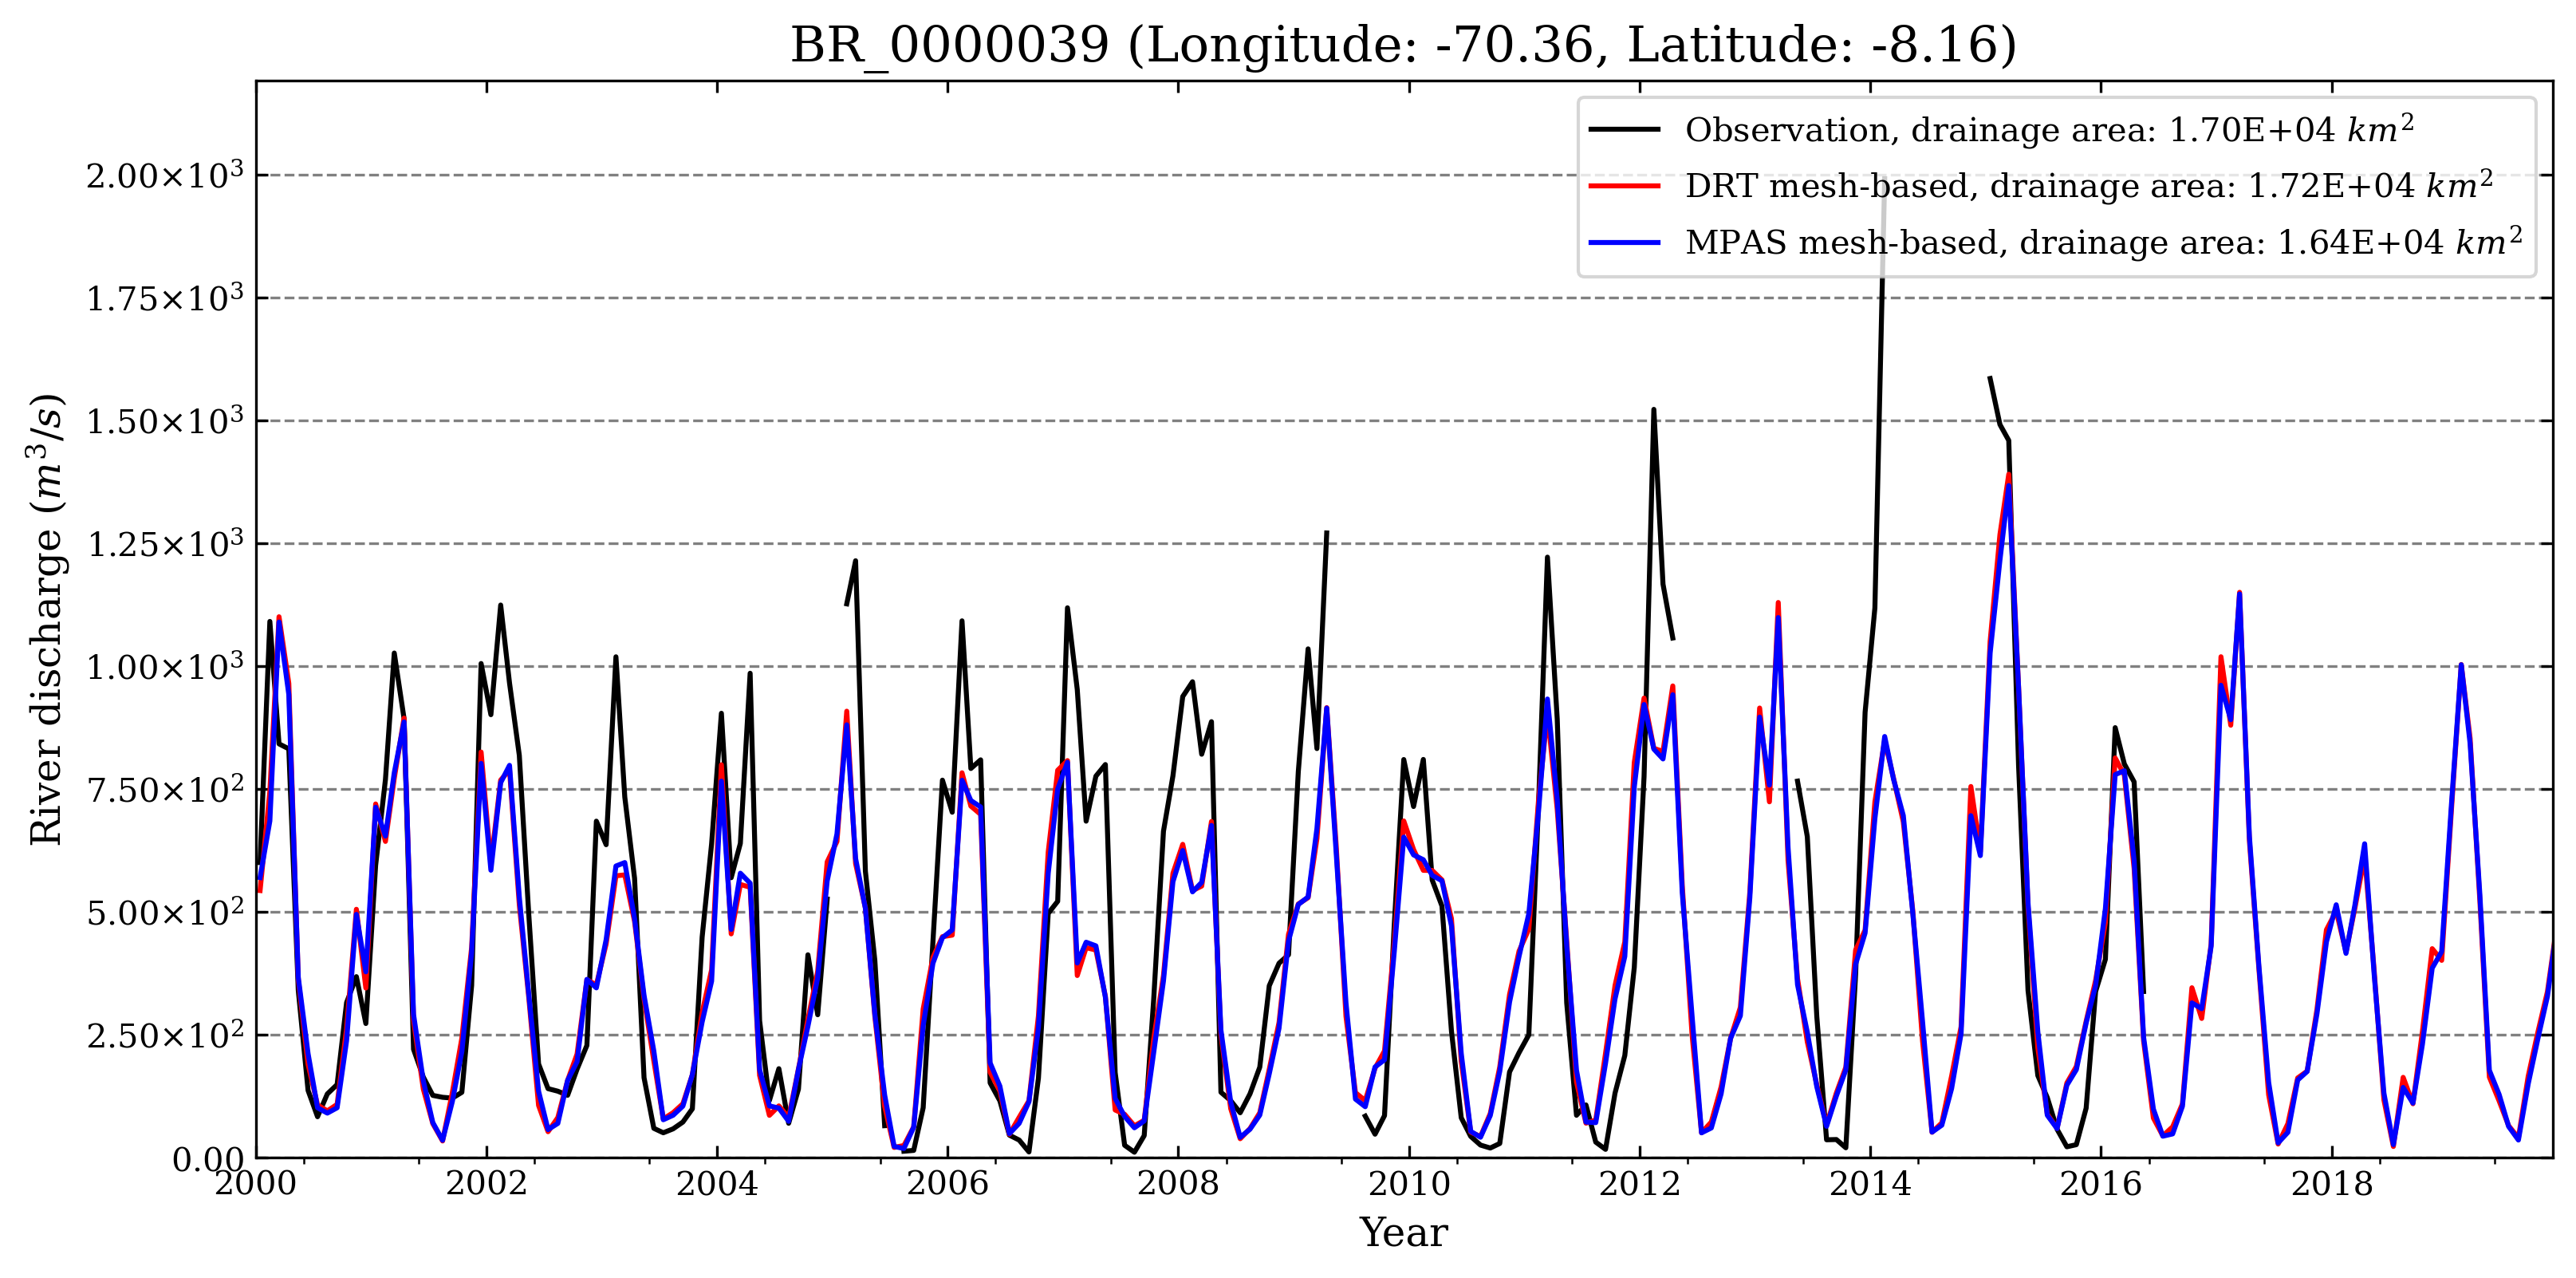 BR_0000039 (Longitude: -70.36, Latitude: -8.16)
Observation, drainage area: 1.70E+04 km²
DRT mesh-based, drainage area: 1.72E+04 km²
MPAS mesh-based, drainage area: 1.64E+04 km²
River discharge (m³/s)
2.00×10³
1.75×10³
1.50×10³
1.25×10³
1.00×10³
7.50×10²
5.00×10²
2.50×10²
0.00
2000 2002 2004 2006 2008 2010 2012 2014 2016 2018
Year